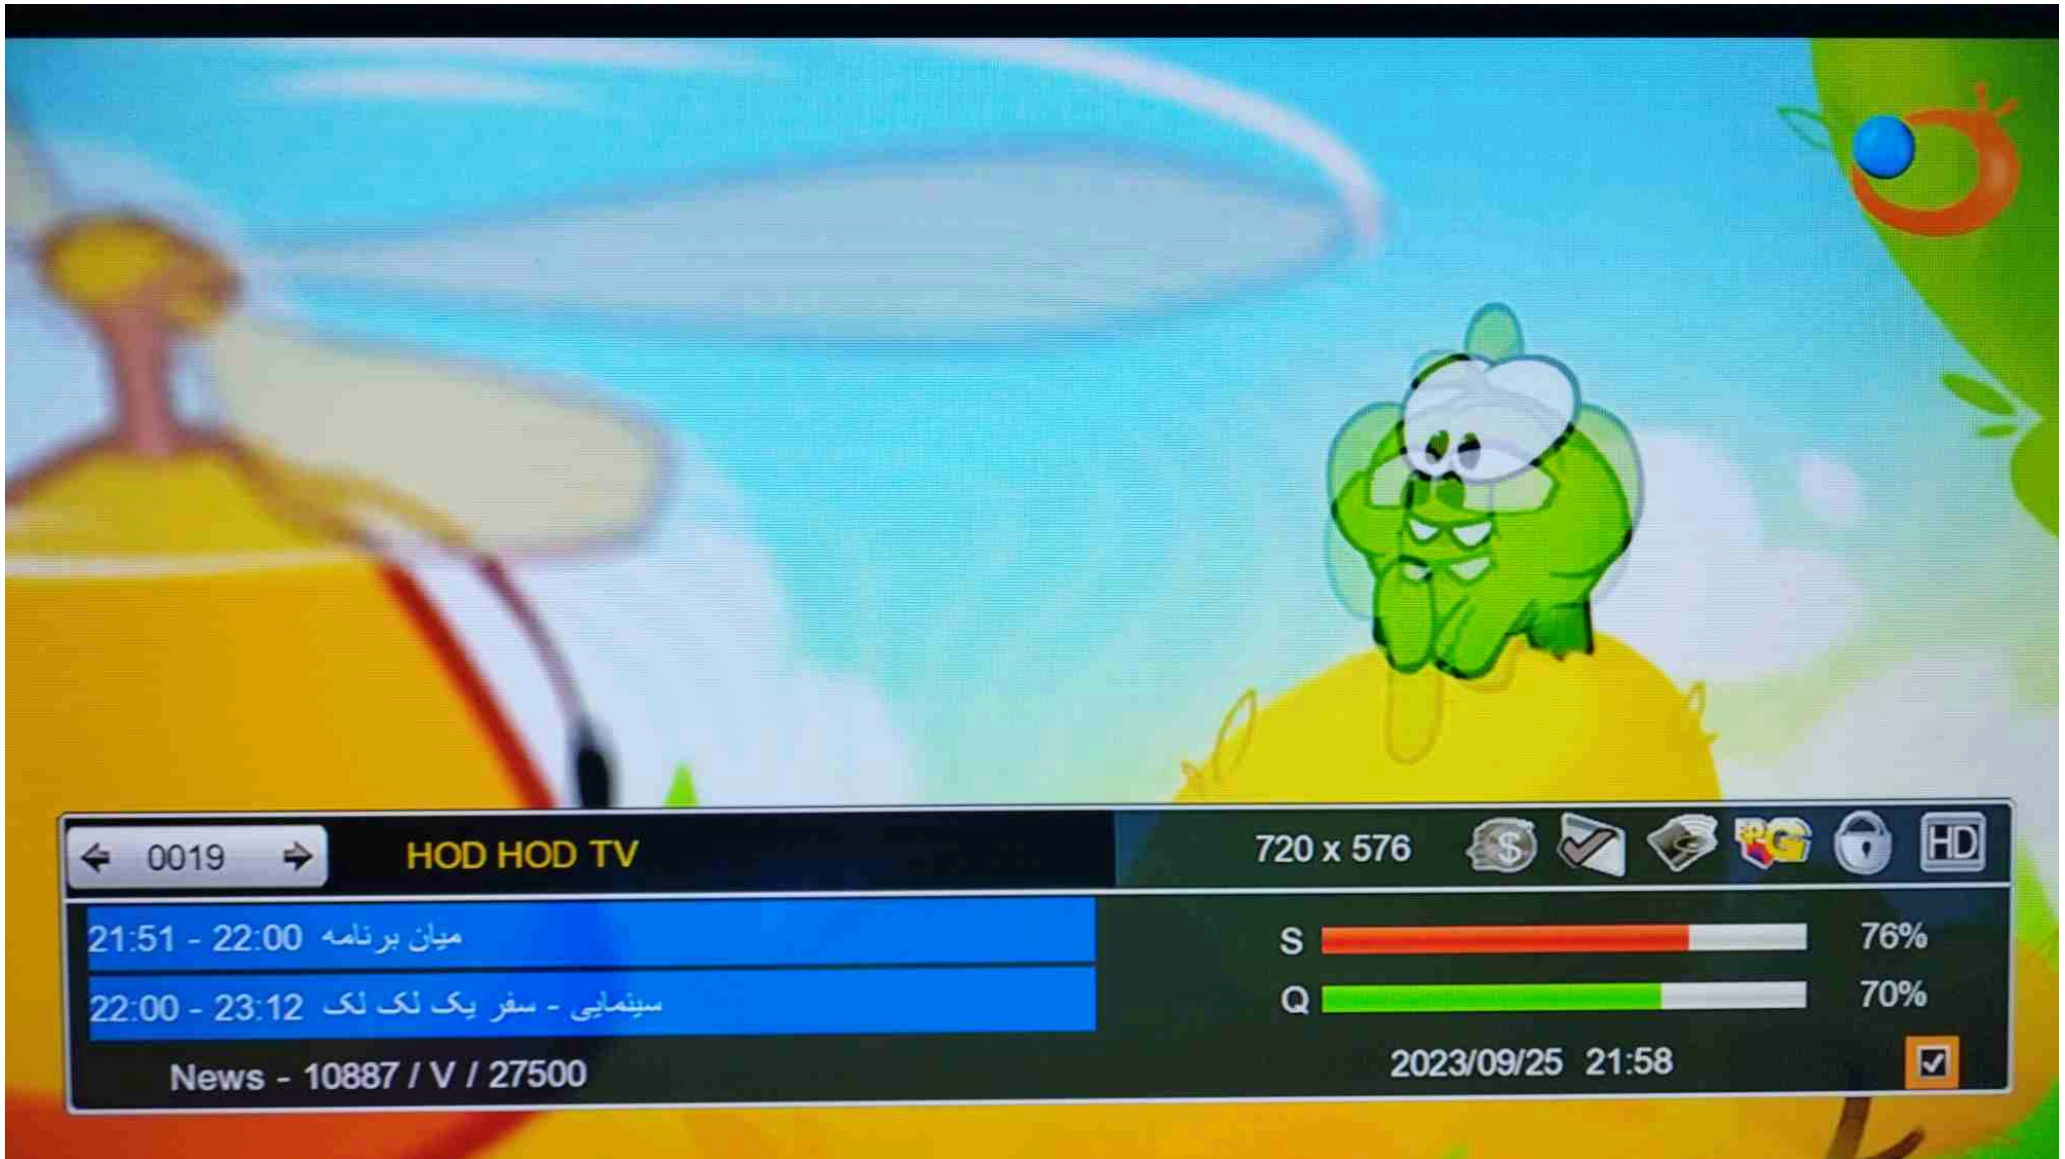 0019 HOD HOD TV 720 x 576 $ G EPG HD
21:51 - 22:00 میان برنامه
S 76%
22:00 - 23:12 سینمایی - سفر یک لک لک
Q 70%
News - 10887 / V / 27500
2023/09/25 21:58